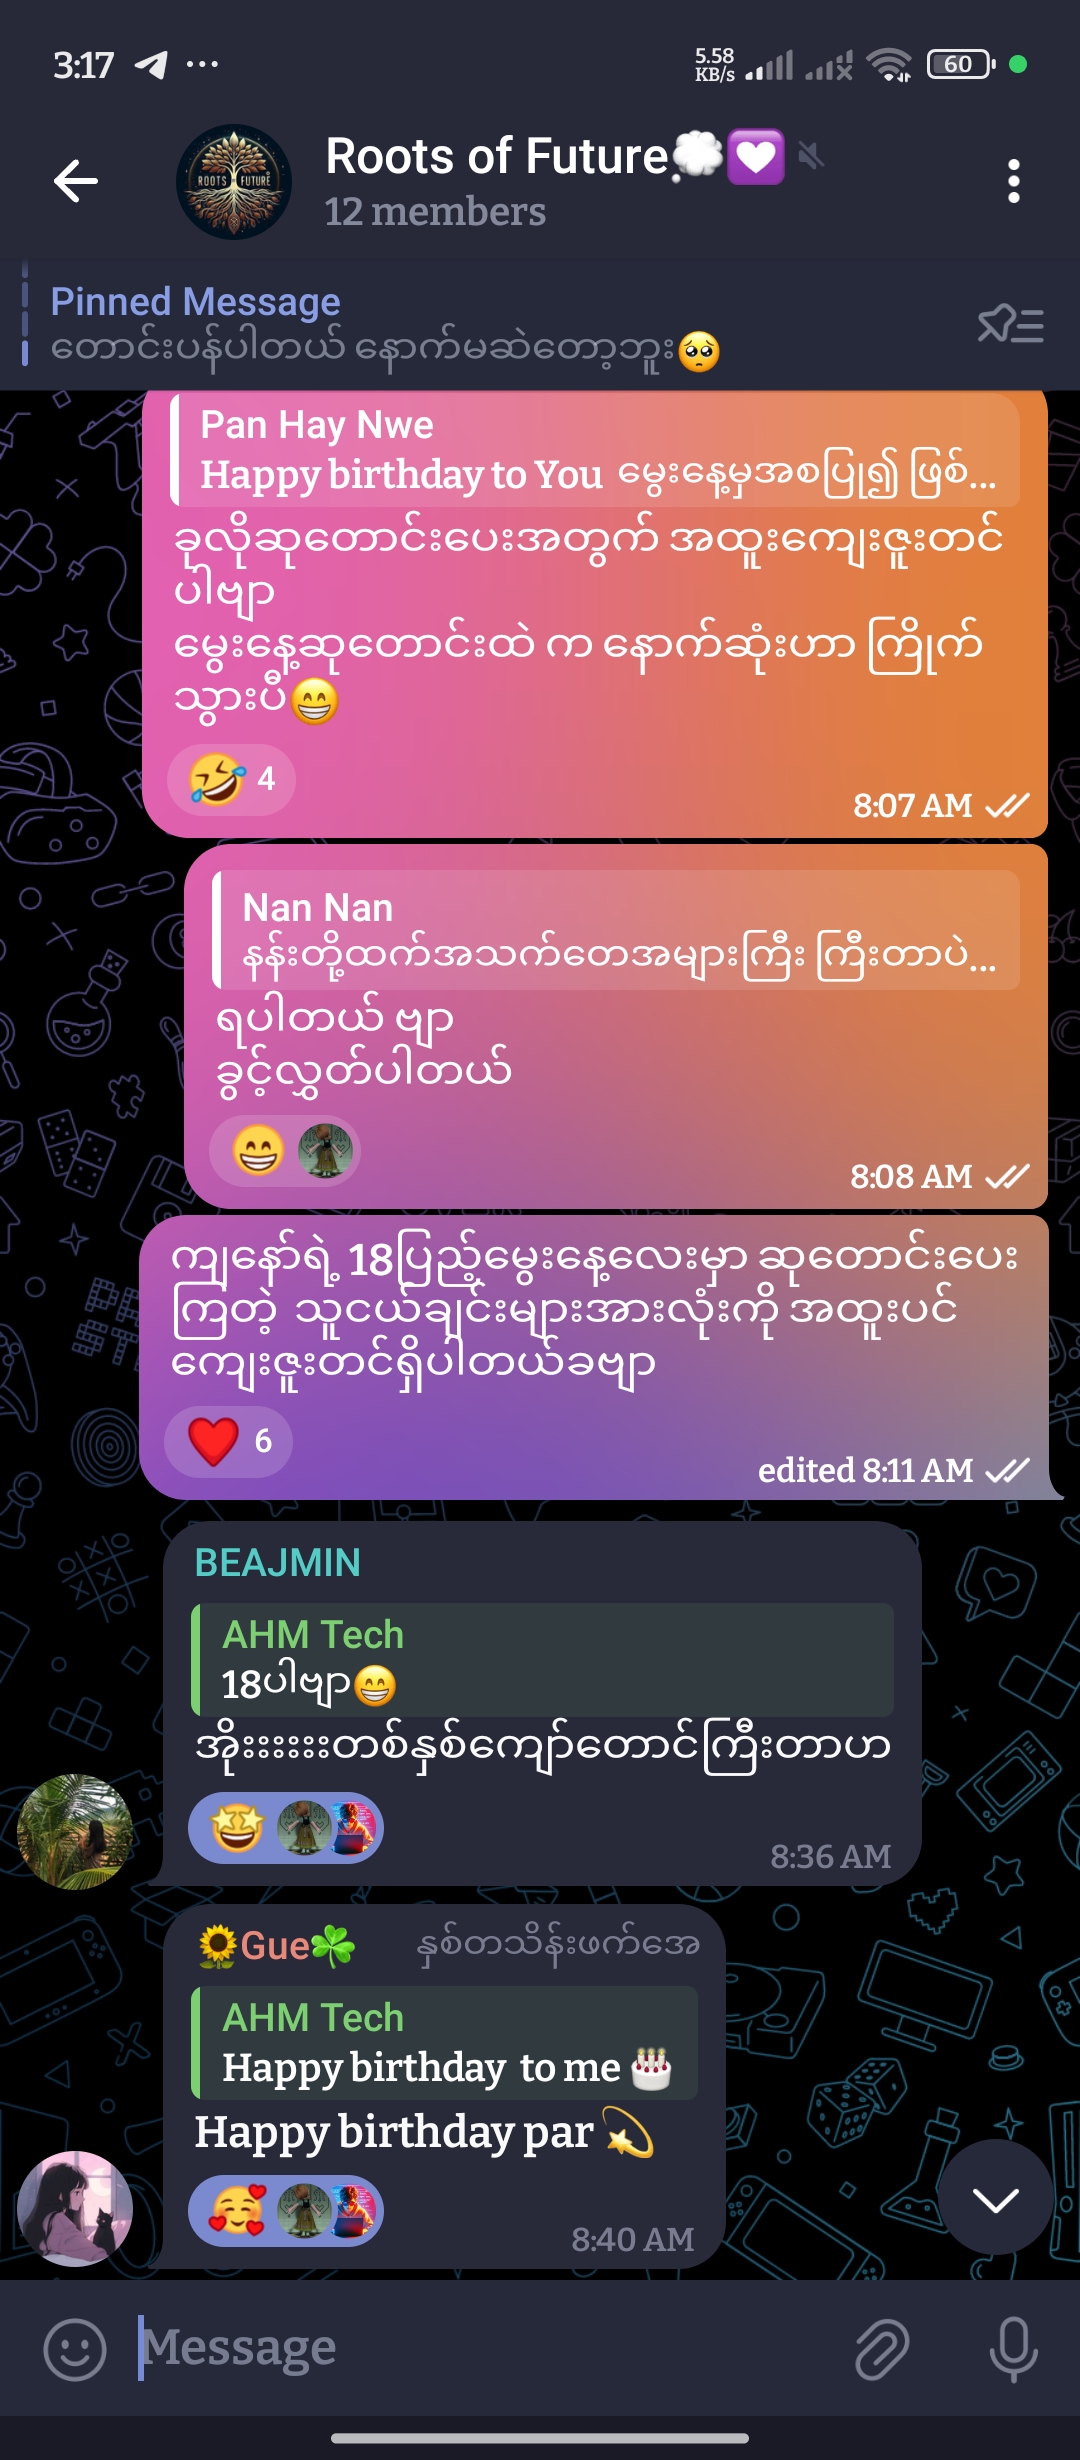 3:17
5.58
KB/s
60
ROOTS FUTURE
Roots of Future💭💟
12 members
Pinned Message
တောင်းပန်ပါတယ် နောက်မဆဲတော့ဘူး🥺
Pan Hay Nwe
Happy birthday to You မွေးနေ့မှအစပြု၍ ဖြစ်...
ခုလိုဆုတောင်းပေးအတွက် အထူးကျေးဇူးတင်
ပါဗျာ
မွေးနေ့ဆုတောင်းထဲ က နောက်ဆုံးဟာ ကြိုက်
သွားပီ😁
🤣 4
8:07 AM
Nan Nan
နန်းတို့ထက်အသက်တေအများကြီး ကြီးတာပဲ...
ရပါတယ် ဗျာ
ခွင့်လွှတ်ပါတယ်
😁
8:08 AM
ကျနော်ရဲ့ 18ပြည့်မွေးနေ့လေးမှာ ဆုတောင်းပေး
ကြတဲ့ သူငယ်ချင်းများအားလုံးကို အထူးပင်
ကျေးဇူးတင်ရှိပါတယ်ခဗျာ
❤️ 6
edited 8:11 AM
BEAJMIN
AHM Tech
18ပါဗျာ😁
အိုးးးးးးတစ်နှစ်ကျော်တောင်ကြီးတာဟ
🤩
8:36 AM
🌻Gue☘️ နှစ်တသိန်းဖက်အေ
AHM Tech
Happy birthday to me 🎂
Happy birthday par 💫
🥰
8:40 AM
Message